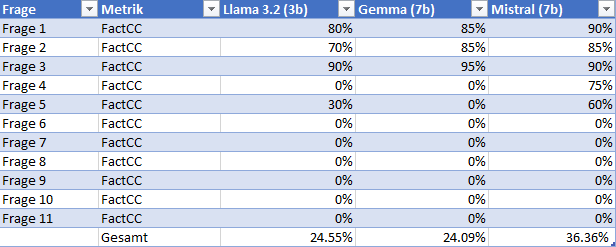 Frage Metrik Llama 3.2 (3b) Gemma (7b) Mistral (7b)
Frage 1 FactCC 80% 85% 90%
Frage 2 FactCC 70% 85% 85%
Frage 3 FactCC 90% 95% 90%
Frage 4 FactCC 0% 0% 75%
Frage 5 FactCC 30% 0% 60%
Frage 6 FactCC 0% 0% 0%
Frage 7 FactCC 0% 0% 0%
Frage 8 FactCC 0% 0% 0%
Frage 9 FactCC 0% 0% 0%
Frage 10 FactCC 0% 0% 0%
Frage 11 FactCC 0% 0% 0%
Gesamt 24.55% 24.09% 36.36%